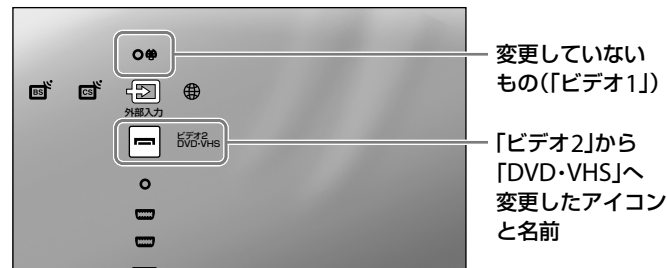 変更していない
もの(「ビデオ1」)
BS
CS
外部入力
ビデオ2
DVD・VHS
「ビデオ2」から
「DVD・VHS」へ
変更したアイコン
と名前